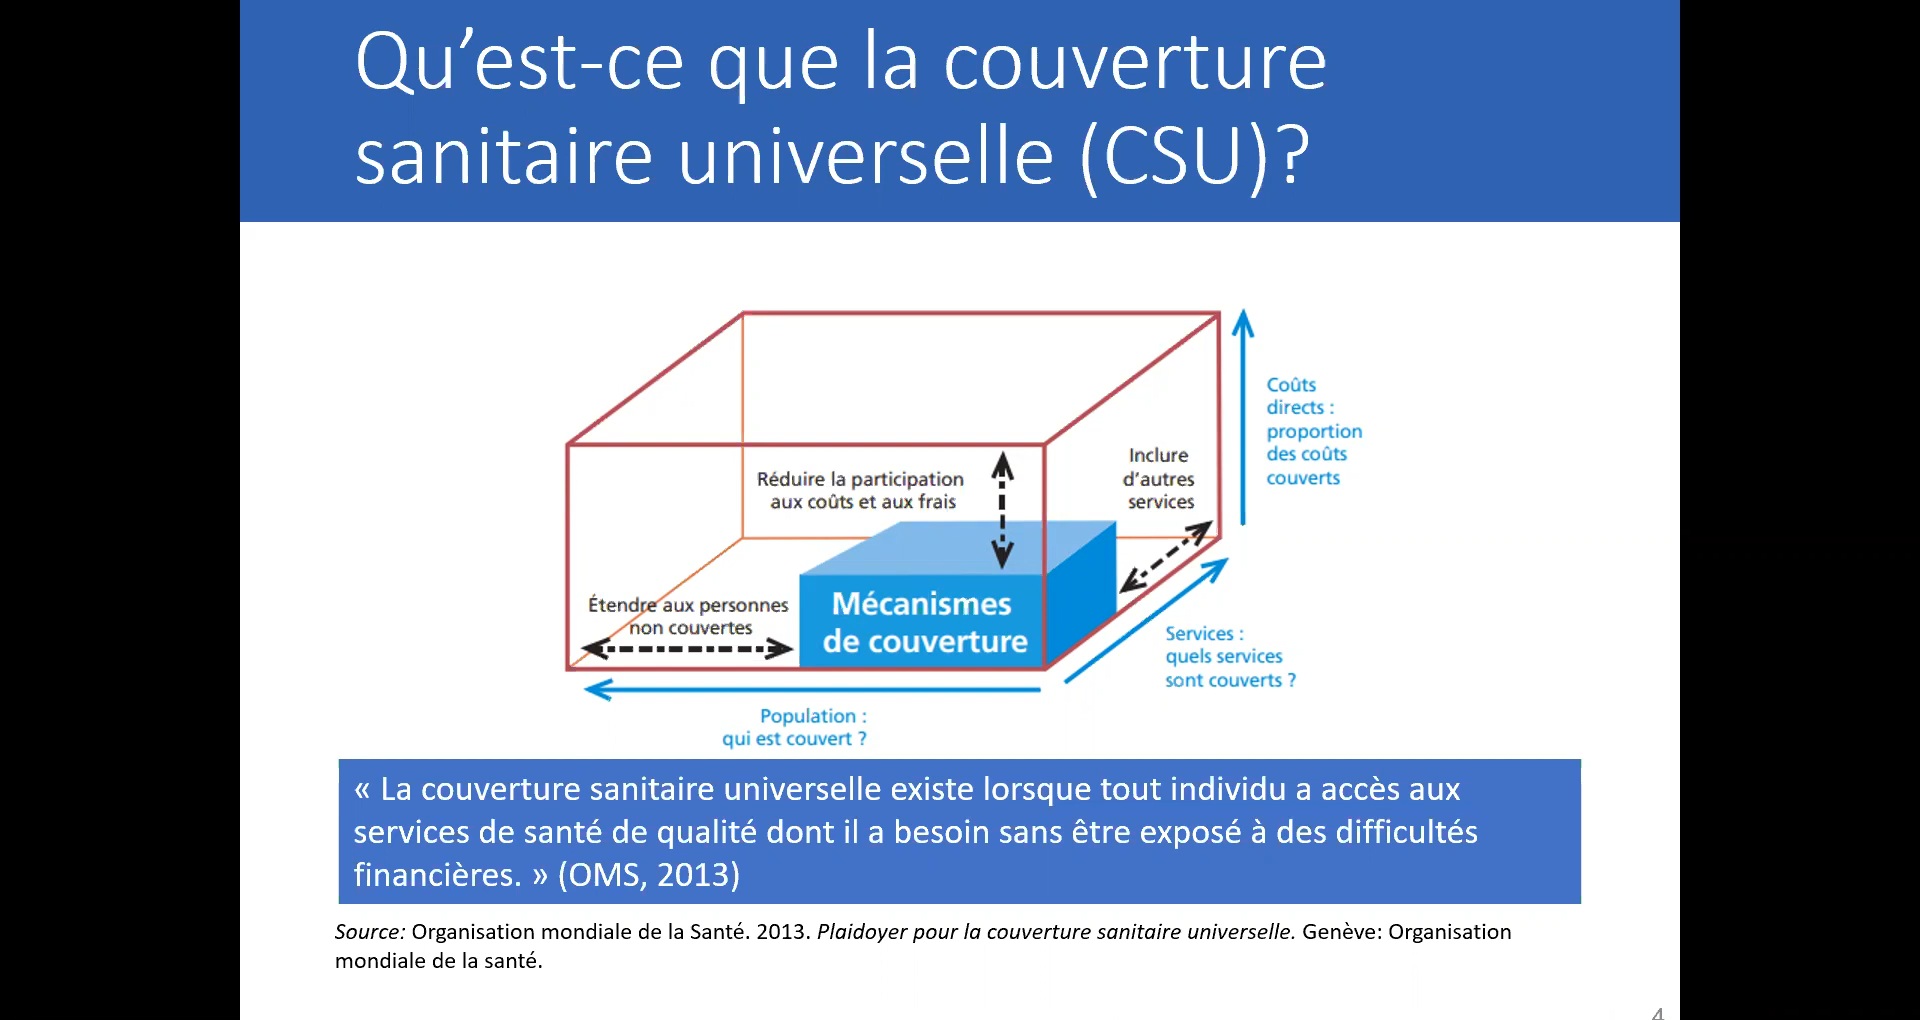 Qu’est-ce que la couverture
sanitaire universelle (CSU)?
Coûts
directs :
proportion
des coûts
couverts
Inclure
d’autres
services
Réduire la participation
aux coûts et aux frais
Étendre aux personnes
non couvertes
Mécanismes
de couverture
Services :
quels services
sont couverts ?
Population :
qui est couvert ?
« La couverture sanitaire universelle existe lorsque tout individu a accès aux
services de santé de qualité dont il a besoin sans être exposé à des difficultés
financières. » (OMS, 2013)
Source: Organisation mondiale de la Santé. 2013. Plaidoyer pour la couverture sanitaire universelle. Genève: Organisation
mondiale de la santé.
4